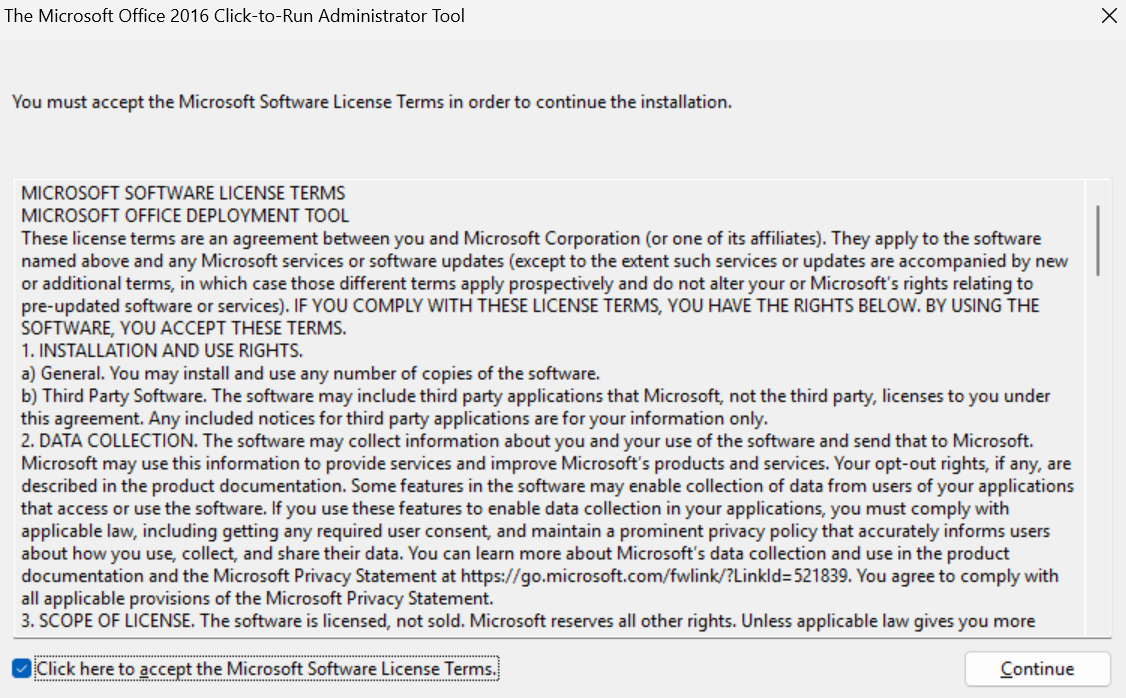 The Microsoft Office 2016 Click-to-Run Administrator Tool
You must accept the Microsoft Software License Terms in order to continue the installation.
MICROSOFT SOFTWARE LICENSE TERMS
MICROSOFT OFFICE DEPLOYMENT TOOL
These license terms are an agreement between you and Microsoft Corporation (or one of its affiliates). They apply to the software
named above and any Microsoft services or software updates (except to the extent such services or updates are accompanied by new
or additional terms, in which case those different terms apply prospectively and do not alter your or Microsoft's rights relating to
pre-updated software or services). IF YOU COMPLY WITH THESE LICENSE TERMS, YOU HAVE THE RIGHTS BELOW. BY USING THE
SOFTWARE, YOU ACCEPT THESE TERMS.
1. INSTALLATION AND USE RIGHTS.
a) General. You may install and use any number of copies of the software.
b) Third Party Software. The software may include third party applications that Microsoft, not the third party, licenses to you under
this agreement. Any included notices for third party applications are for your information only.
2. DATA COLLECTION. The software may collect information about you and your use of the software and send that to Microsoft.
Microsoft may use this information to provide services and improve Microsoft's products and services. Your opt-out rights, if any, are
described in the product documentation. Some features in the software may enable collection of data from users of your applications
that access or use the software. If you use these features to enable data collection in your applications, you must comply with
applicable law, including getting any required user consent, and maintain a prominent privacy policy that accurately informs users
about how you use, collect, and share their data. You can learn more about Microsoft's data collection and use in the product
documentation and the Microsoft Privacy Statement at https://go.microsoft.com/fwlink/?LinkId=521839. You agree to comply with
all applicable provisions of the Microsoft Privacy Statement.
3. SCOPE OF LICENSE. The software is licensed, not sold. Microsoft reserves all other rights. Unless applicable law gives you more
Click here to accept the Microsoft Software License Terms.
Continue